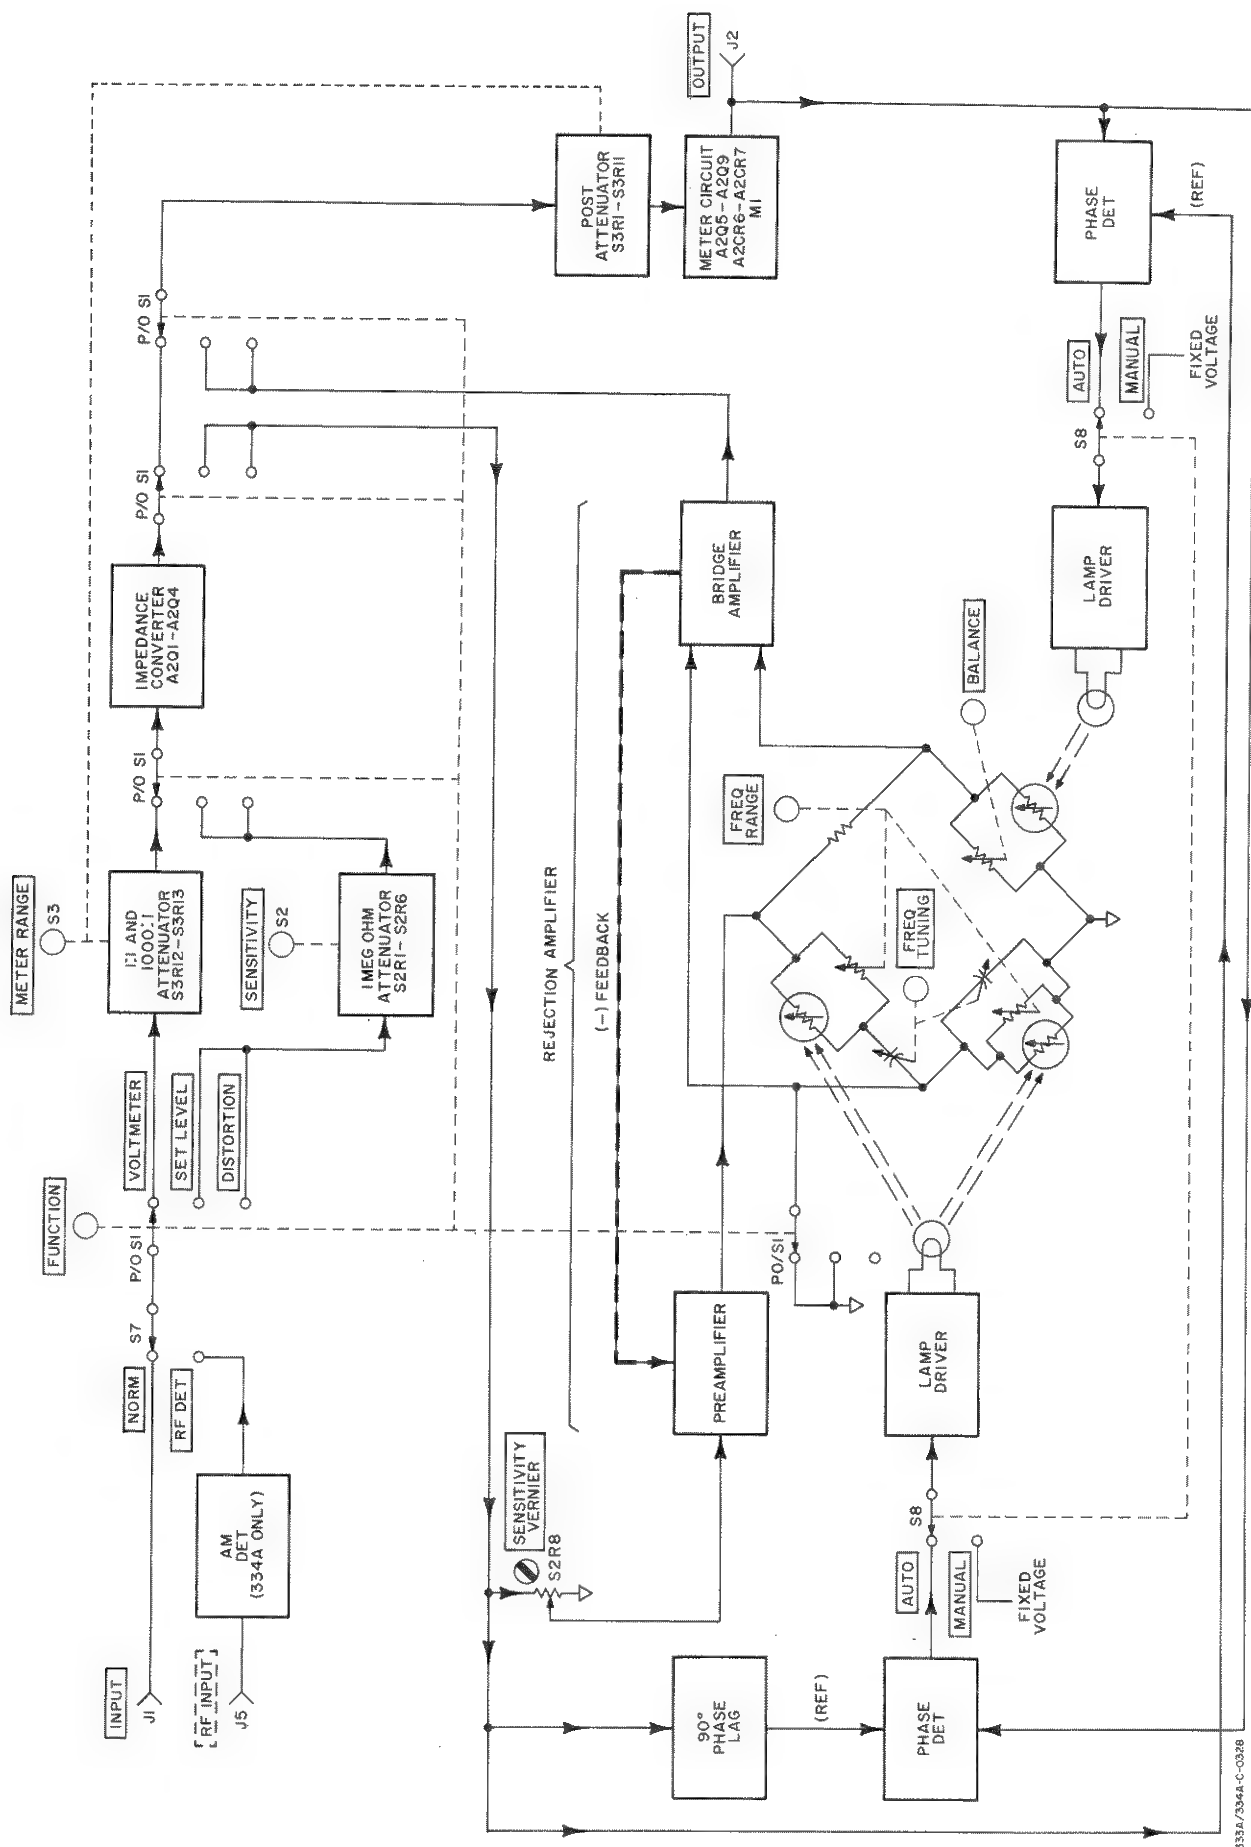 INPUT
J1
RF INPUT
J5
AM
DET
(334A ONLY)
NORM
RF DET
S7
P/O S1
FUNCTION
VOLTMETER
SET LEVEL
DISTORTION
METER RANGE
S3
1:1 AND
1000:1
ATTENUATOR
S3R12-S3R13
SENSITIVITY
S2
1MEG OHM
ATTENUATOR
S2R1-S2R6
P/O S1
IMPEDANCE
CONVERTER
A2Q1-A2Q4
P/O S1
P/O S1
POST
ATTENUATOR
S3R1-S3R11
METER CIRCUIT
A2Q5-A2Q9
A2CR6-A2CR7
M1
OUTPUT
J2
SENSITIVITY
VERNIER
S2R8
REJECTION AMPLIFIER
(-) FEEDBACK
PREAMPLIFIER
BRIDGE
AMPLIFIER
PO/S1
FREQ
TUNING
FREQ
RANGE
BALANCE
90°
PHASE
LAG
(REF)
PHASE
DET
AUTO
MANUAL
FIXED
VOLTAGE
S8
LAMP
DRIVER
LAMP
DRIVER
S8
AUTO
MANUAL
FIXED
VOLTAGE
PHASE
DET
(REF)
333A/334A-C-0328